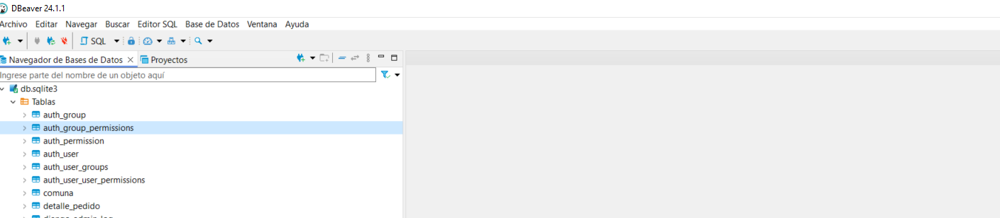 DBeaver 24.1.1
Archivo Editar Navegar Buscar Editor SQL Base de Datos Ventana Ayuda
SQL
Navegador de Bases de Datos Proyectos
Ingrese parte del nombre de un objeto aquí
db.sqlite3
Tablas
auth_group
auth_group_permissions
auth_permission
auth_user
auth_user_groups
auth_user_user_permissions
comuna
detalle_pedido
django_admin_log